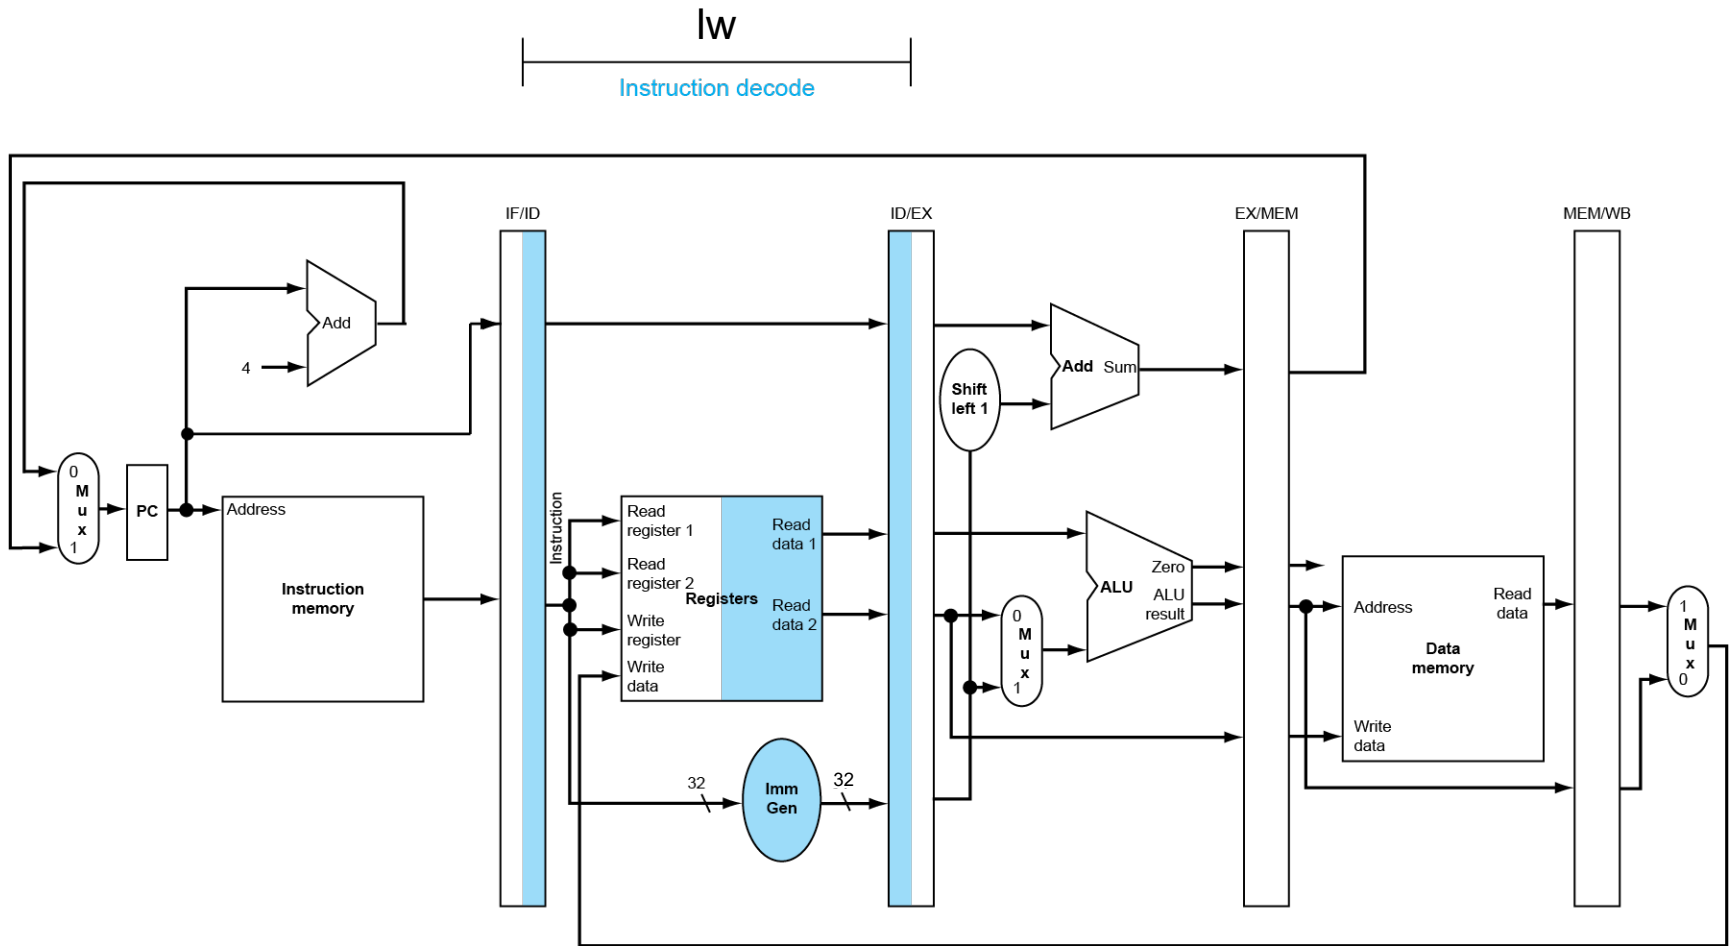 lw
Instruction decode
IF/ID
ID/EX
EX/MEM
MEM/WB
Add
4
Add Sum
Shift
left 1
0
M
u
x
1
PC
Address
Instruction
memory
Instruction
Read
register 1
Read
register 2
Registers
Write
register
Write
data
Read
data 1
Read
data 2
0
M
u
x
1
Zero
ALU
ALU
result
Address
Read
data
Data
memory
Write
data
1
M
u
x
0
32
Imm
Gen
32